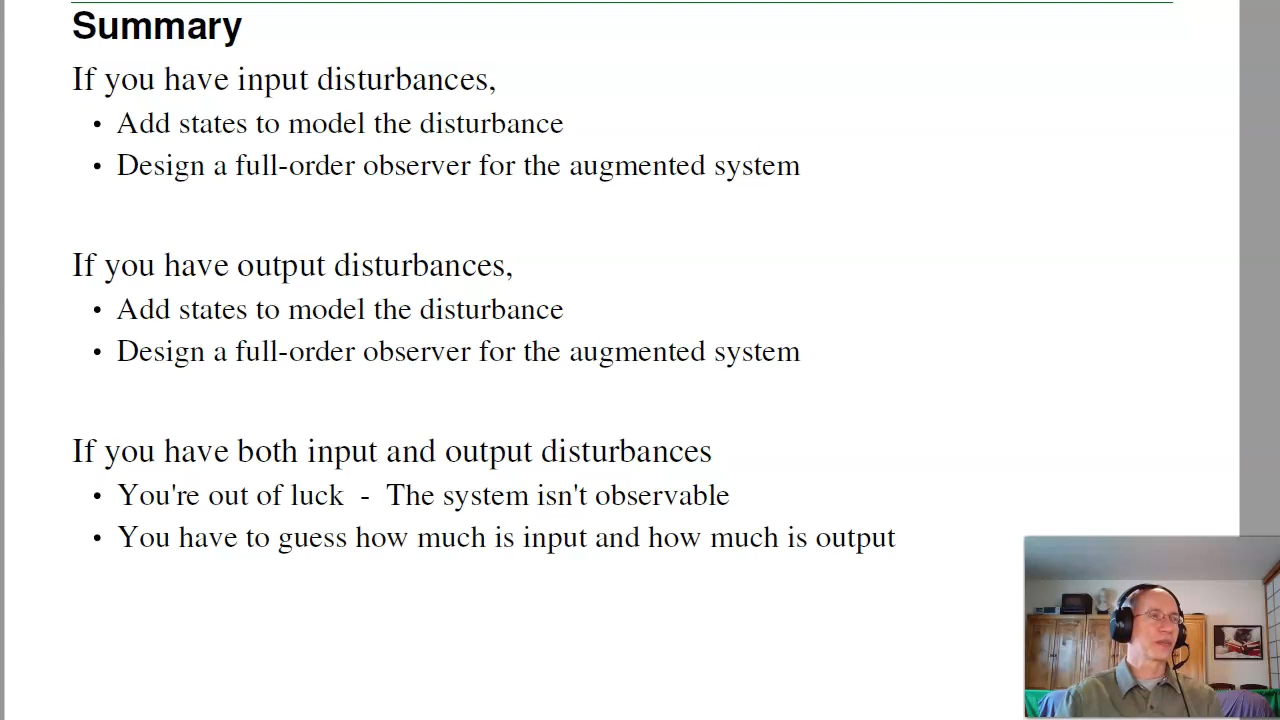 Summary
If you have input disturbances,
• Add states to model the disturbance
• Design a full-order observer for the augmented system
If you have output disturbances,
• Add states to model the disturbance
• Design a full-order observer for the augmented system
If you have both input and output disturbances
• You're out of luck - The system isn't observable
• You have to guess how much is input and how much is output